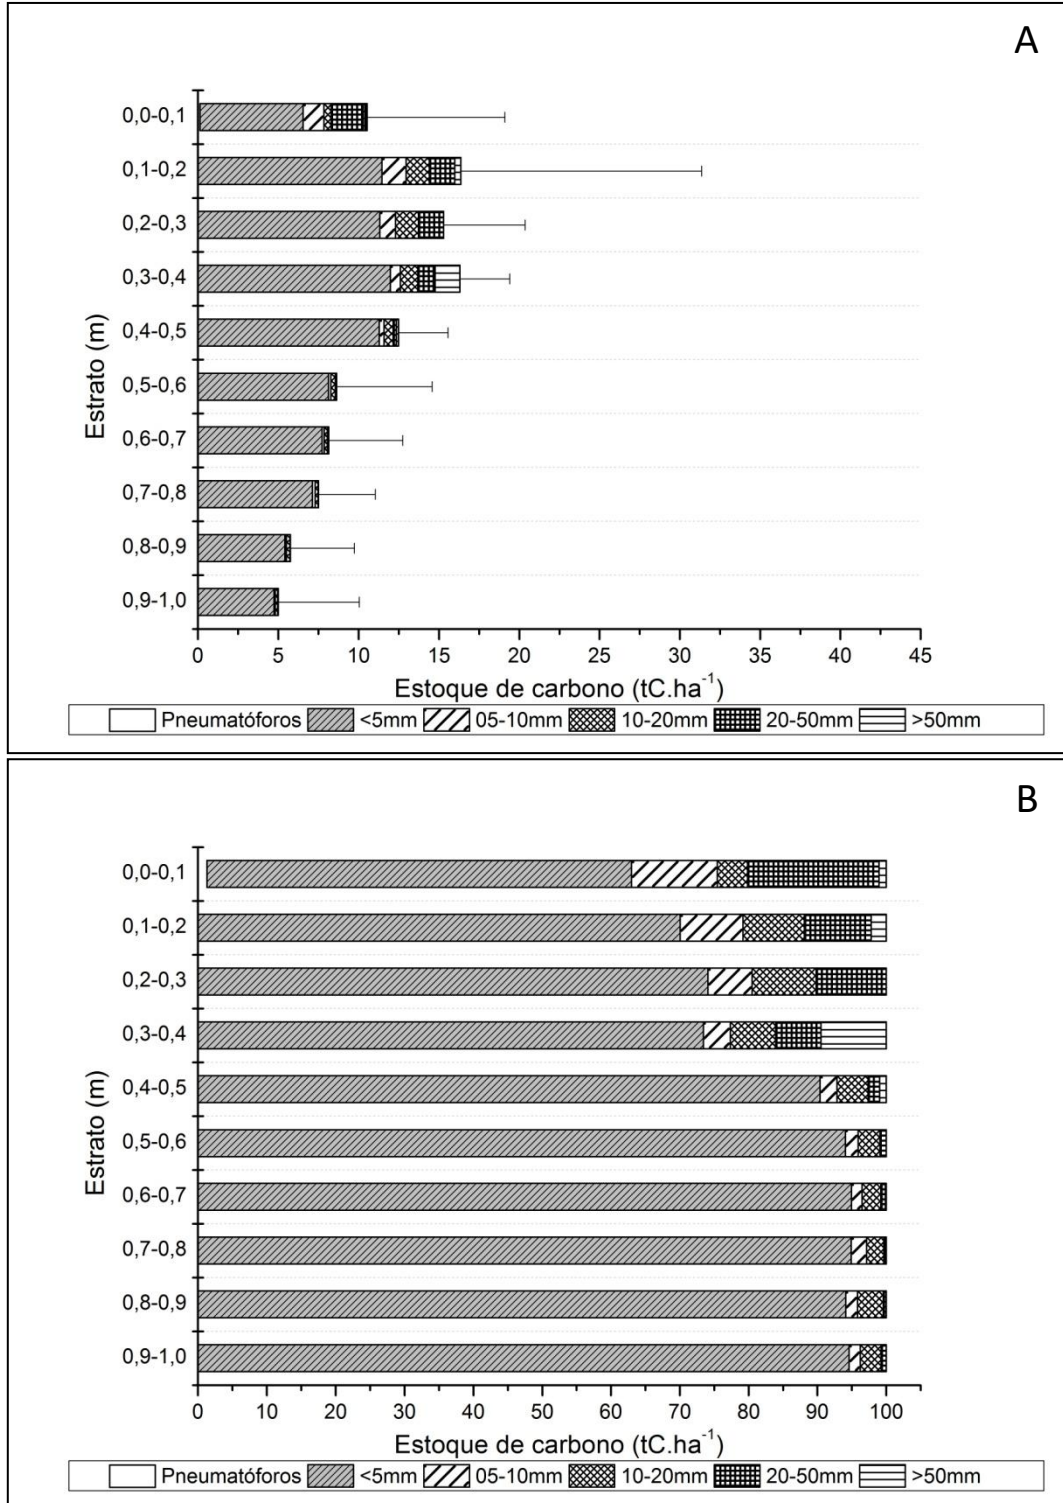 A
0,0-0,1
0,1-0,2
0,2-0,3
0,3-0,4
0,4-0,5
0,5-0,6
0,6-0,7
0,7-0,8
0,8-0,9
0,9-1,0
Estrato (m)
0 5 10 15 20 25 30 35 40 45
Estoque de carbono (tC.ha⁻¹)
Pneumatóforos <5mm 05-10mm 10-20mm 20-50mm >50mm
B
0,0-0,1
0,1-0,2
0,2-0,3
0,3-0,4
0,4-0,5
0,5-0,6
0,6-0,7
0,7-0,8
0,8-0,9
0,9-1,0
Estrato (m)
0 10 20 30 40 50 60 70 80 90 100
Estoque de carbono (tC.ha⁻¹)
Pneumatóforos <5mm 05-10mm 10-20mm 20-50mm >50mm